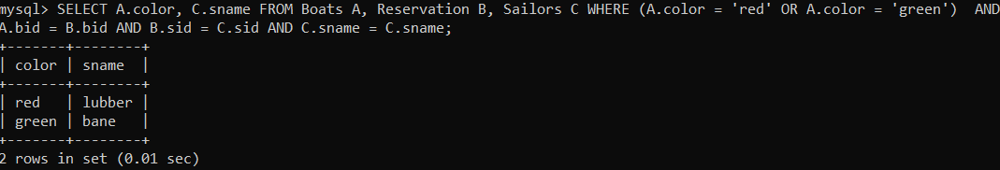 mysql> SELECT A.color, C.sname FROM Boats A, Reservation B, Sailors C WHERE (A.color = 'red' OR A.color = 'green')  AND
A.bid = B.bid AND B.sid = C.sid AND C.sname = C.sname;
+-------+--------+
| color | sname  |
+-------+--------+
| red   | lubber |
| green | bane   |
+-------+--------+
2 rows in set (0.01 sec)